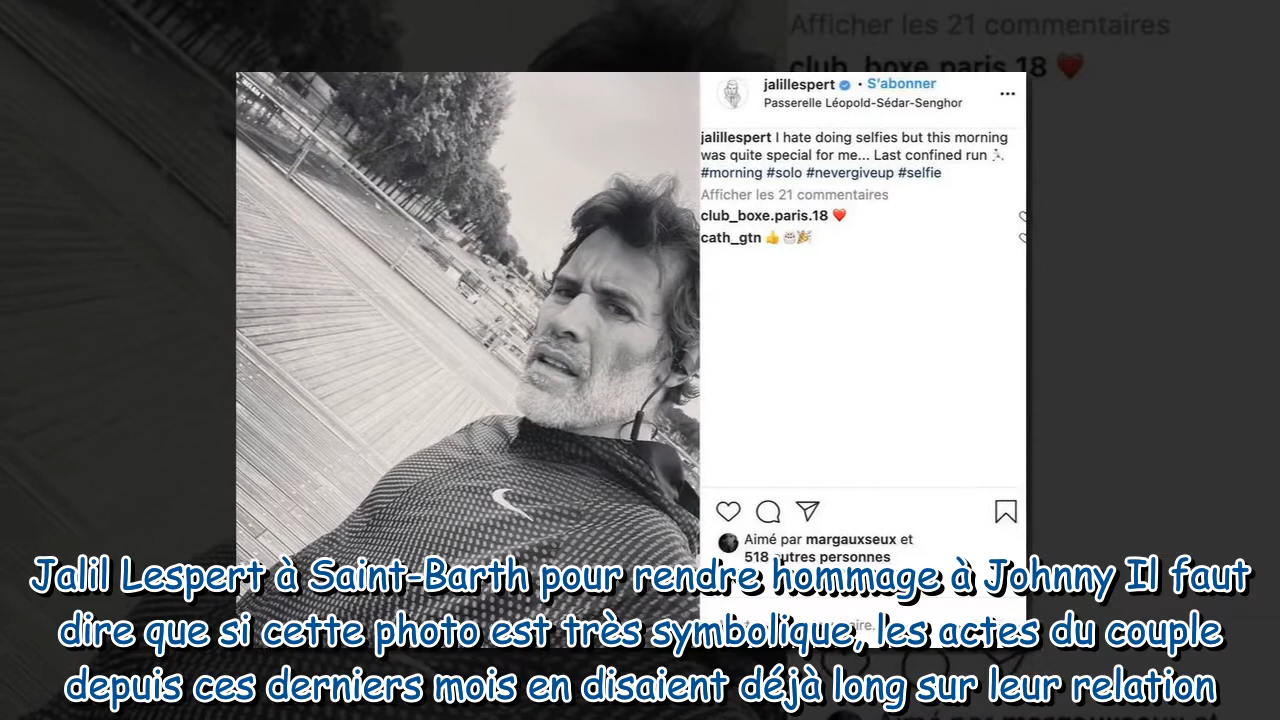 Afficher les 21 commentaires
club_boxe.paris.18 ❤️
jalillespert • S'abonner
Passerelle Léopold-Sédar-Senghor
jalillespert I hate doing selfies but this morning
was quite special for me... Last confined run 🏃🏻.
#morning #solo #nevergiveup #selfie
Afficher les 21 commentaires
club_boxe.paris.18 ❤️
cath_gtn 👍🎂🎉
Aimé par margauxseux et
518 autres personnes
Jalil Lespert à Saint-Barth pour rendre hommage à Johnny Il faut
dire que si cette photo est très symbolique, les actes du couple
depuis ces derniers mois en disaient déjà long sur leur relation